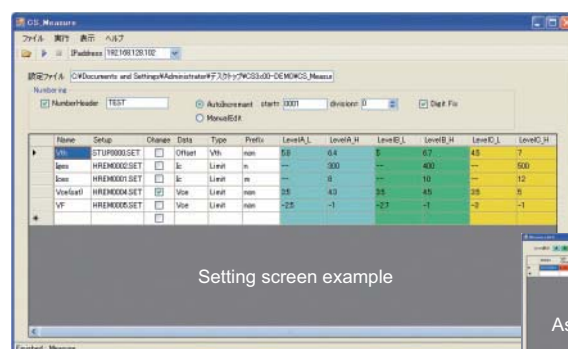 CS_Measure
ファイル 実行 表示 ヘルプ
IPaddress 192.168.128.102
設定ファイル C:¥Documents and Settings¥Administrator¥デスクトップ¥CS3x00-DEMO¥CS_Measur
Numbering
NumberHeader TEST AutoIncrement start: 0001 division: 0 Digit Fix
ManualEdit
Name Setup Change Data Type Prefix LevelA_L LevelA_H LevelB_L LevelB_H LevelC_L LevelC_H
Vth STUP0000.SET Offset Vth non 5.8 6.4 5 6.7 4.5 7
Iges HREM0002.SET Ic Limit n --- 300 --- 400 --- 500
Ices HREM0001.SET Ic Limit n --- 8 --- 10 --- 12
Vce(sat) HREM0004.SET Vce Limit non 3.5 4.3 3.5 4.5 3.5 5
VF HREM0005.SET Vce Limit non -2.5 -1 -2.7 -1 -3 -1
Setting screen example
As
Finished : Measure